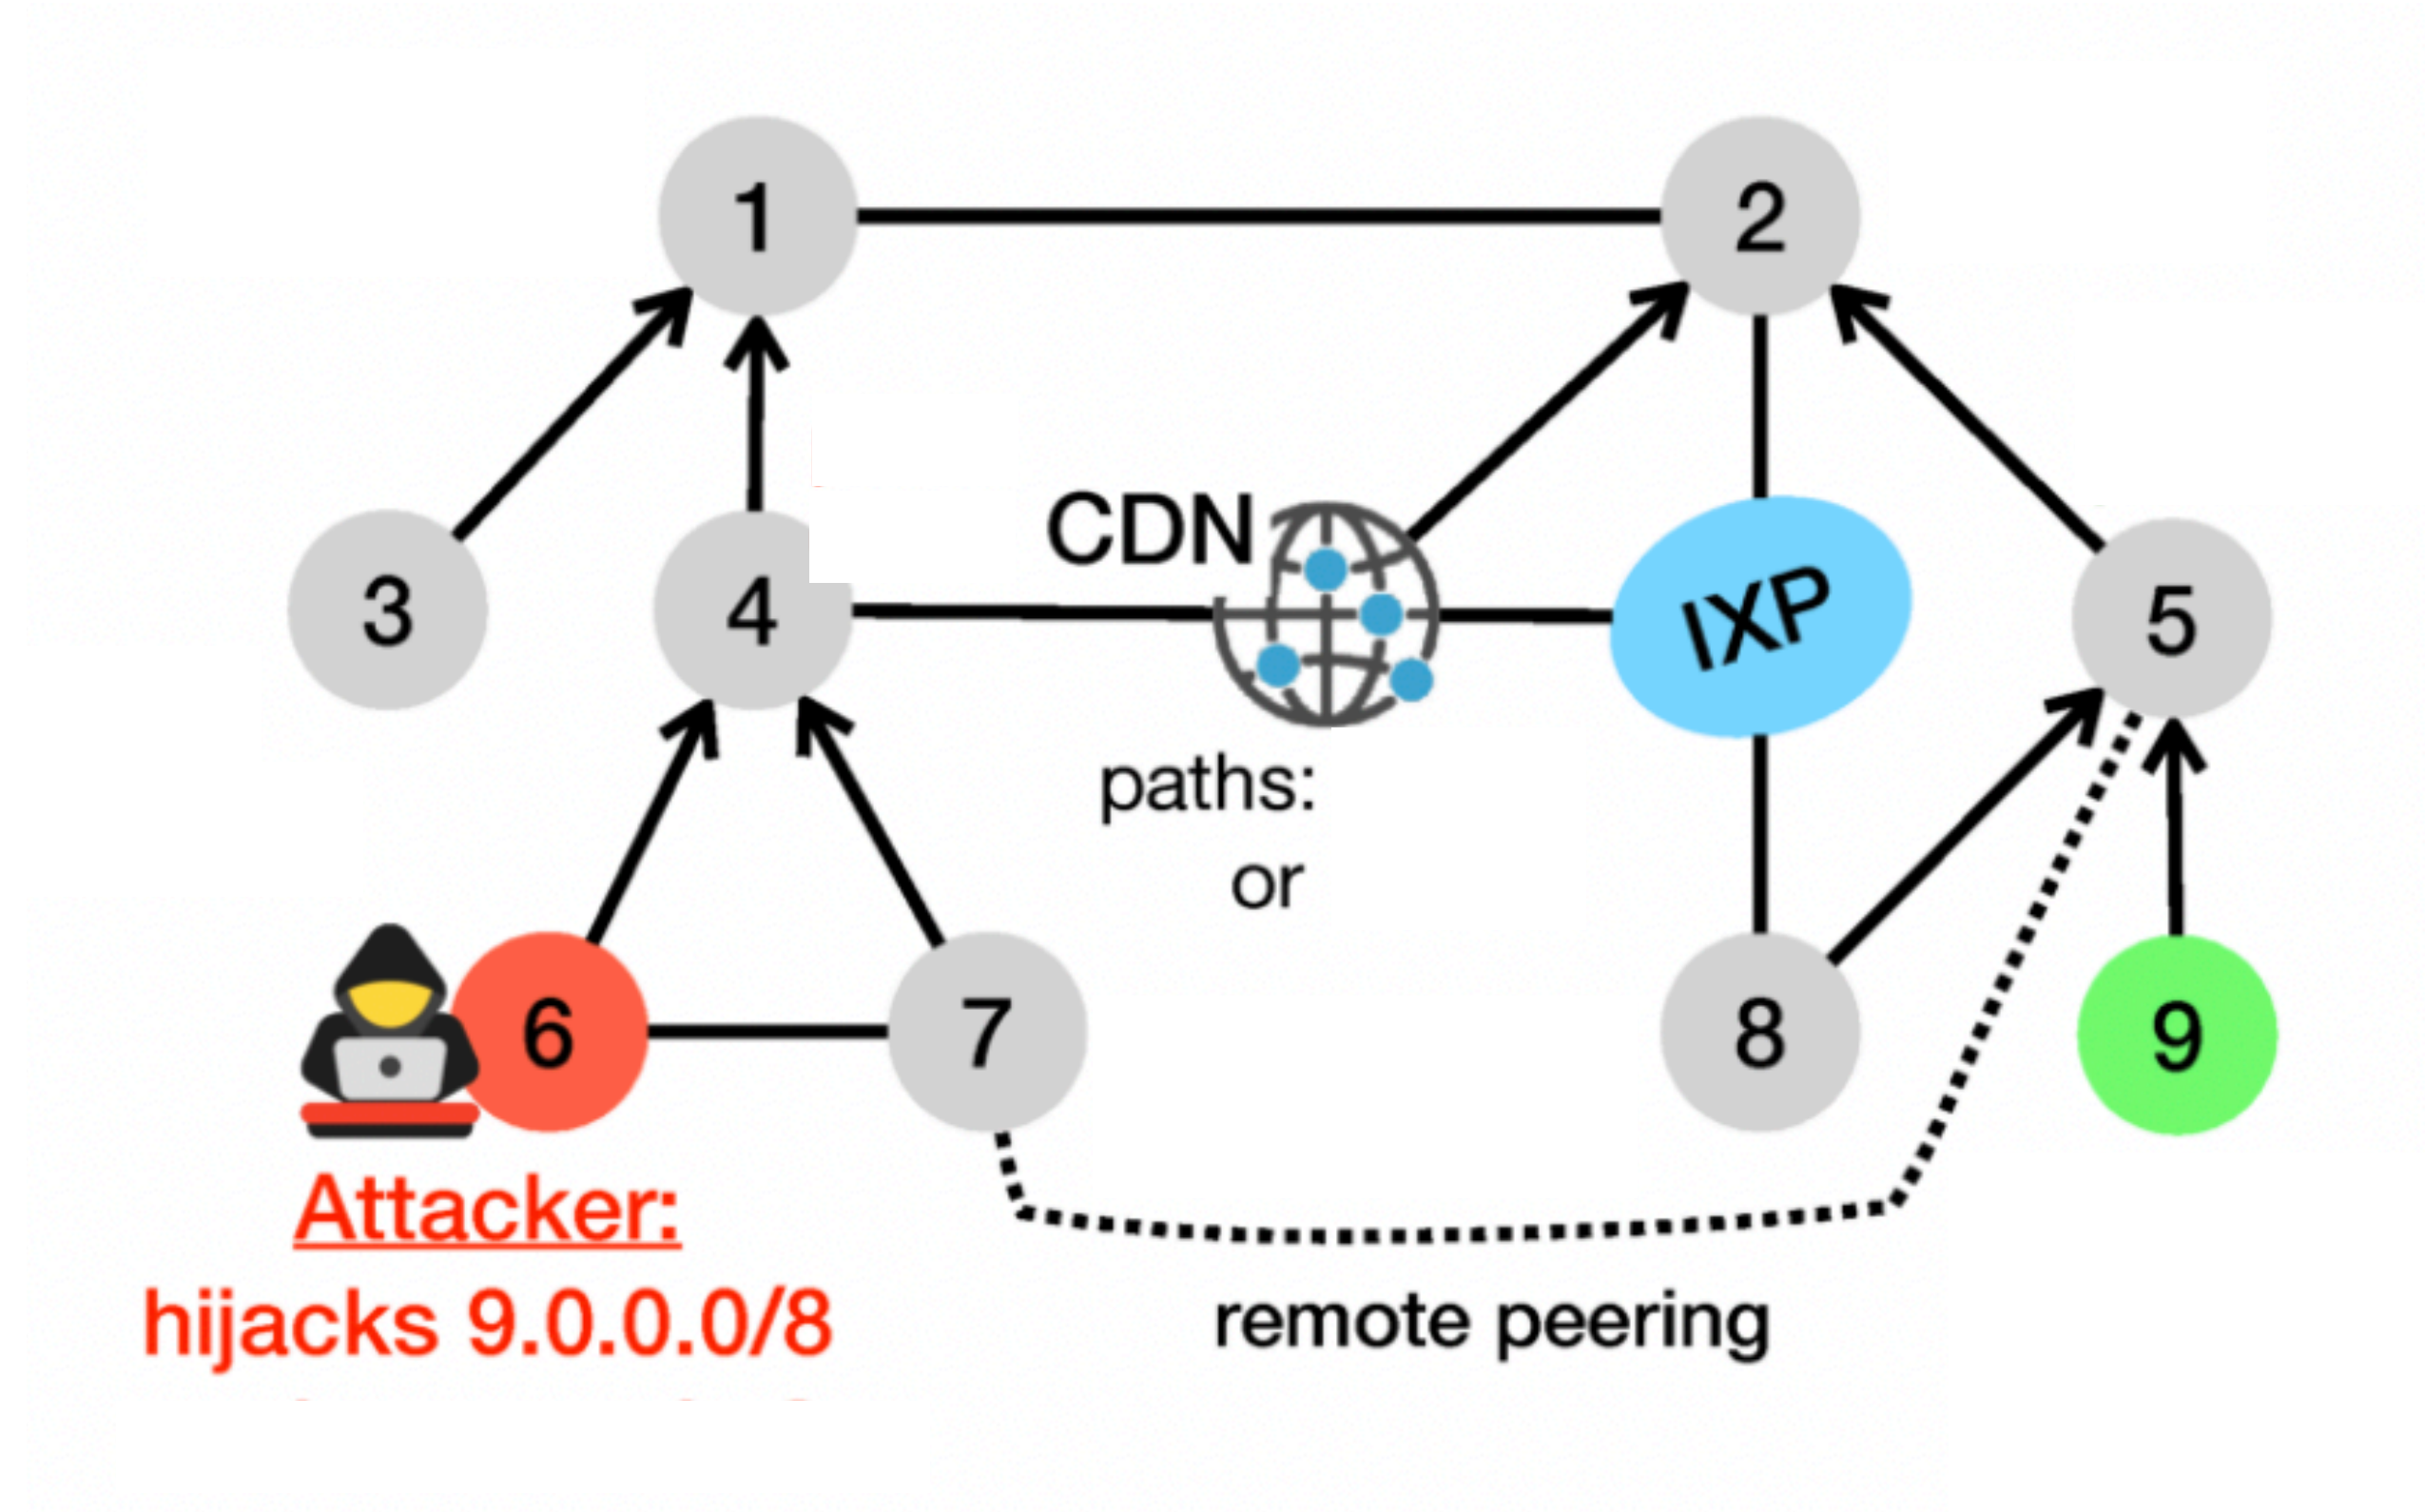 1
2
CDN
IXP
3
4
5
paths:
or
6
7
8
9
Attacker:
hijacks 9.0.0.0/8
remote peering